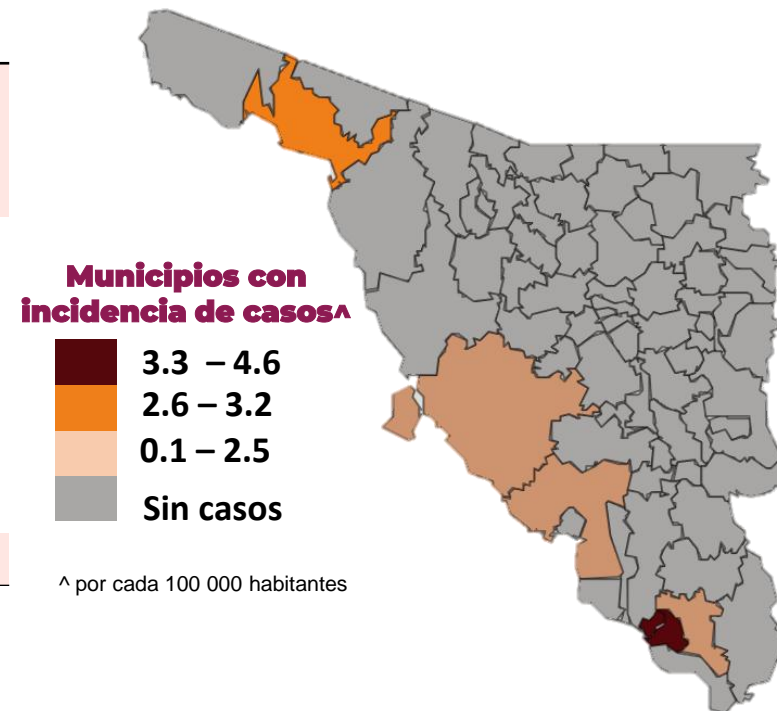 Municipios con
incidencia de casos^
3.3 – 4.6
2.6 – 3.2
0.1 – 2.5
Sin casos
^ por cada 100 000 habitantes